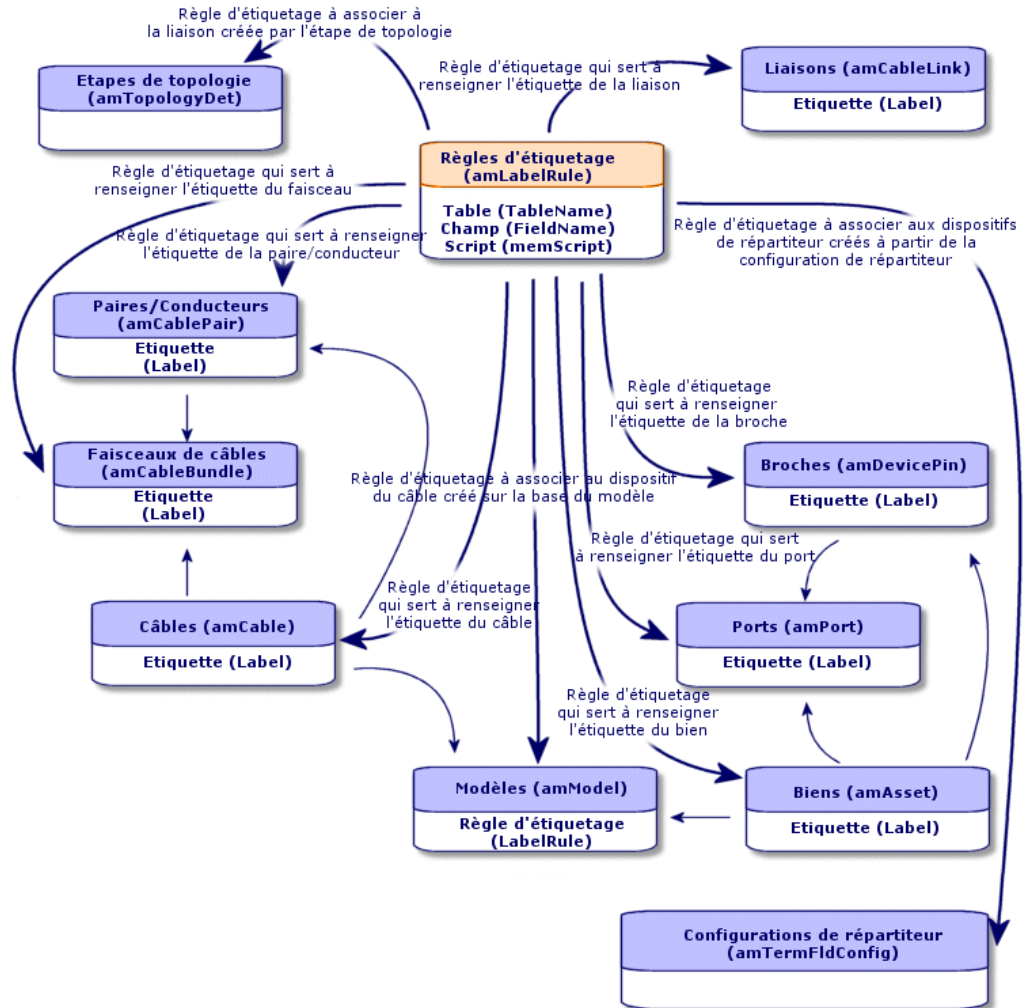 Règle d'étiquetage à associer à
la liaison créée par l'étape de topologie
Etapes de topologie
(amTopologyDet)
Règle d'étiquetage qui sert à
renseigner l'étiquette de la liaison
Liaisons (amCableLink)
Etiquette (Label)
Règles d'étiquetage
(amLabelRule)
Table (TableName)
Champ (FieldName)
Script (memScript)
Règle d'étiquetage qui sert à
renseigner l'étiquette du faisceau
Règle d'étiquetage qui sert à renseigner
l'étiquette de la paire/conducteur
Règle d'étiquetage à associer aux dispositifs
de répartiteur créés à partir de la
configuration de répartiteur
Paires/Conducteurs
(amCablePair)
Etiquette
(Label)
Règle d'étiquetage
qui sert à renseigner
l'étiquette de la broche
Faisceaux de câbles
(amCableBundle)
Etiquette
(Label)
Règle d'étiquetage à associer au dispositif
du câble créé sur la base du modèle
Broches (amDevicePin)
Etiquette (Label)
Règle d'étiquetage qui sert
à renseigner l'étiquette du port
Règle d'étiquetage
qui sert à renseigner
l'étiquette du câble
Câbles (amCable)
Etiquette (Label)
Ports (amPort)
Etiquette (Label)
Règle d'étiquetage
qui sert à renseigner
l'étiquette du bien
Modèles (amModel)
Règle d'étiquetage
(LabelRule)
Biens (amAsset)
Etiquette (Label)
Configurations de répartiteur
(amTermFldConfig)